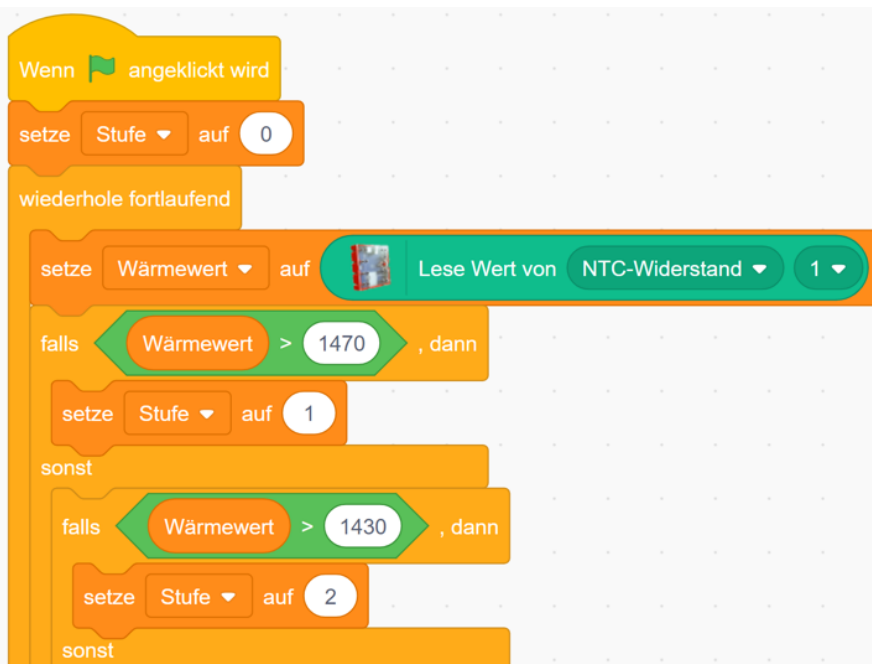 Wenn angeklickt wird
setze Stufe auf 0
wiederhole fortlaufend
setze Wärmewert auf Lese Wert von NTC-Widerstand 1
falls Wärmewert > 1470 , dann
setze Stufe auf 1
sonst
falls Wärmewert > 1430 , dann
setze Stufe auf 2
sonst